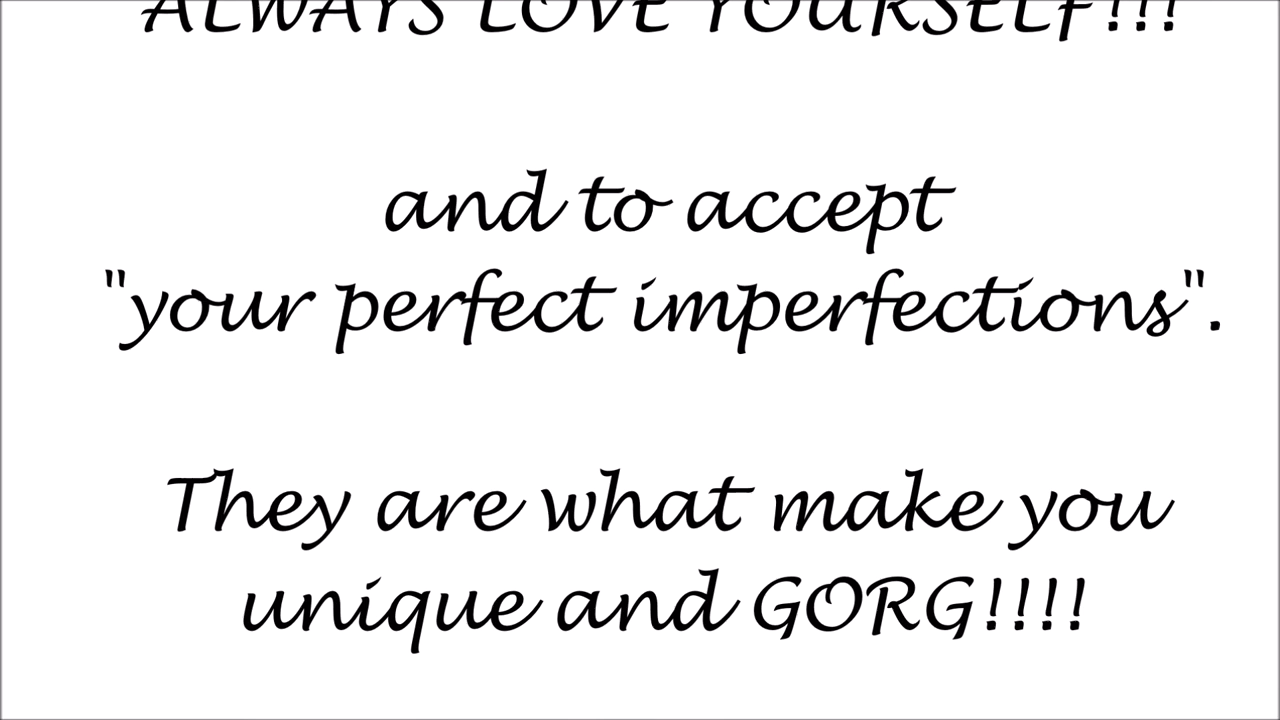 ALWAYS LOVE YOURSELF!!!
and to accept
"your perfect imperfections".
They are what make you
unique and GORG!!!!